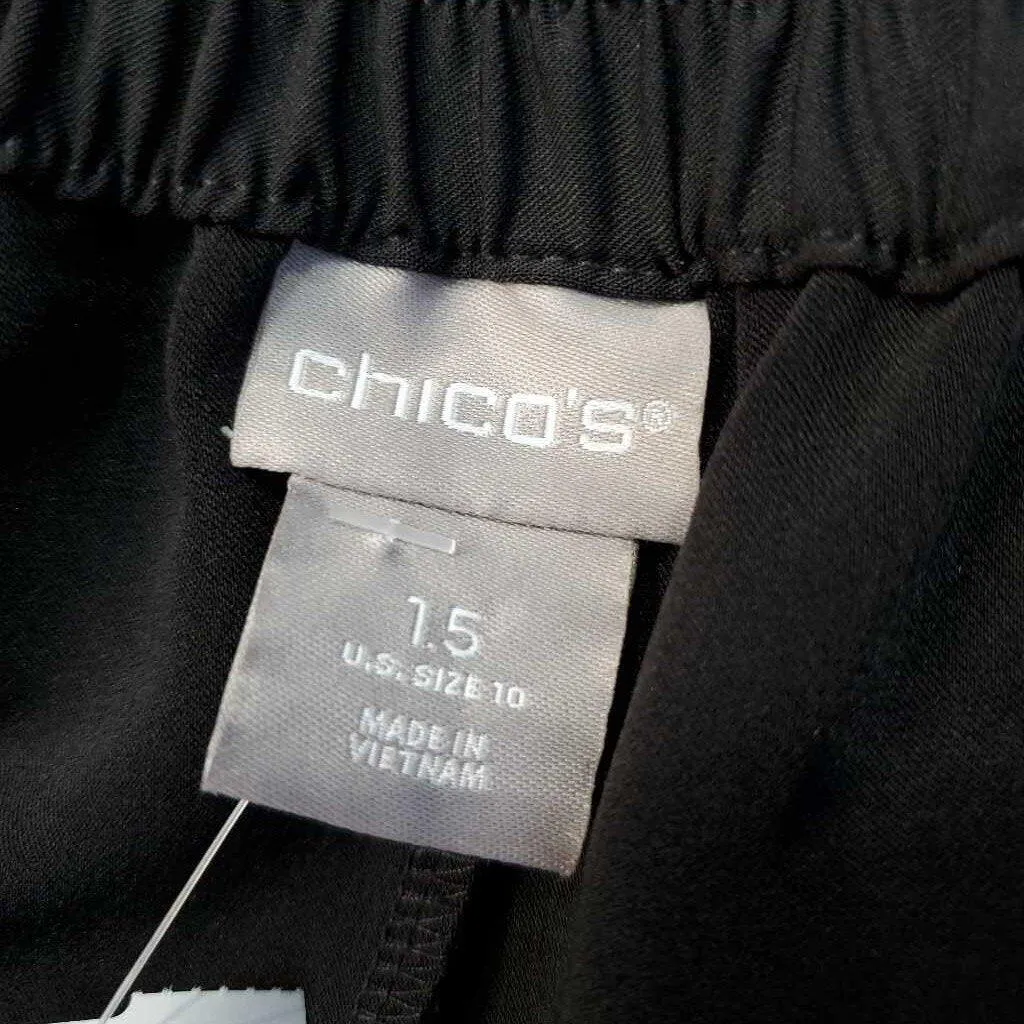 chico's®
1.5
U.S. SIZE 10
MADE IN
VIETNAM